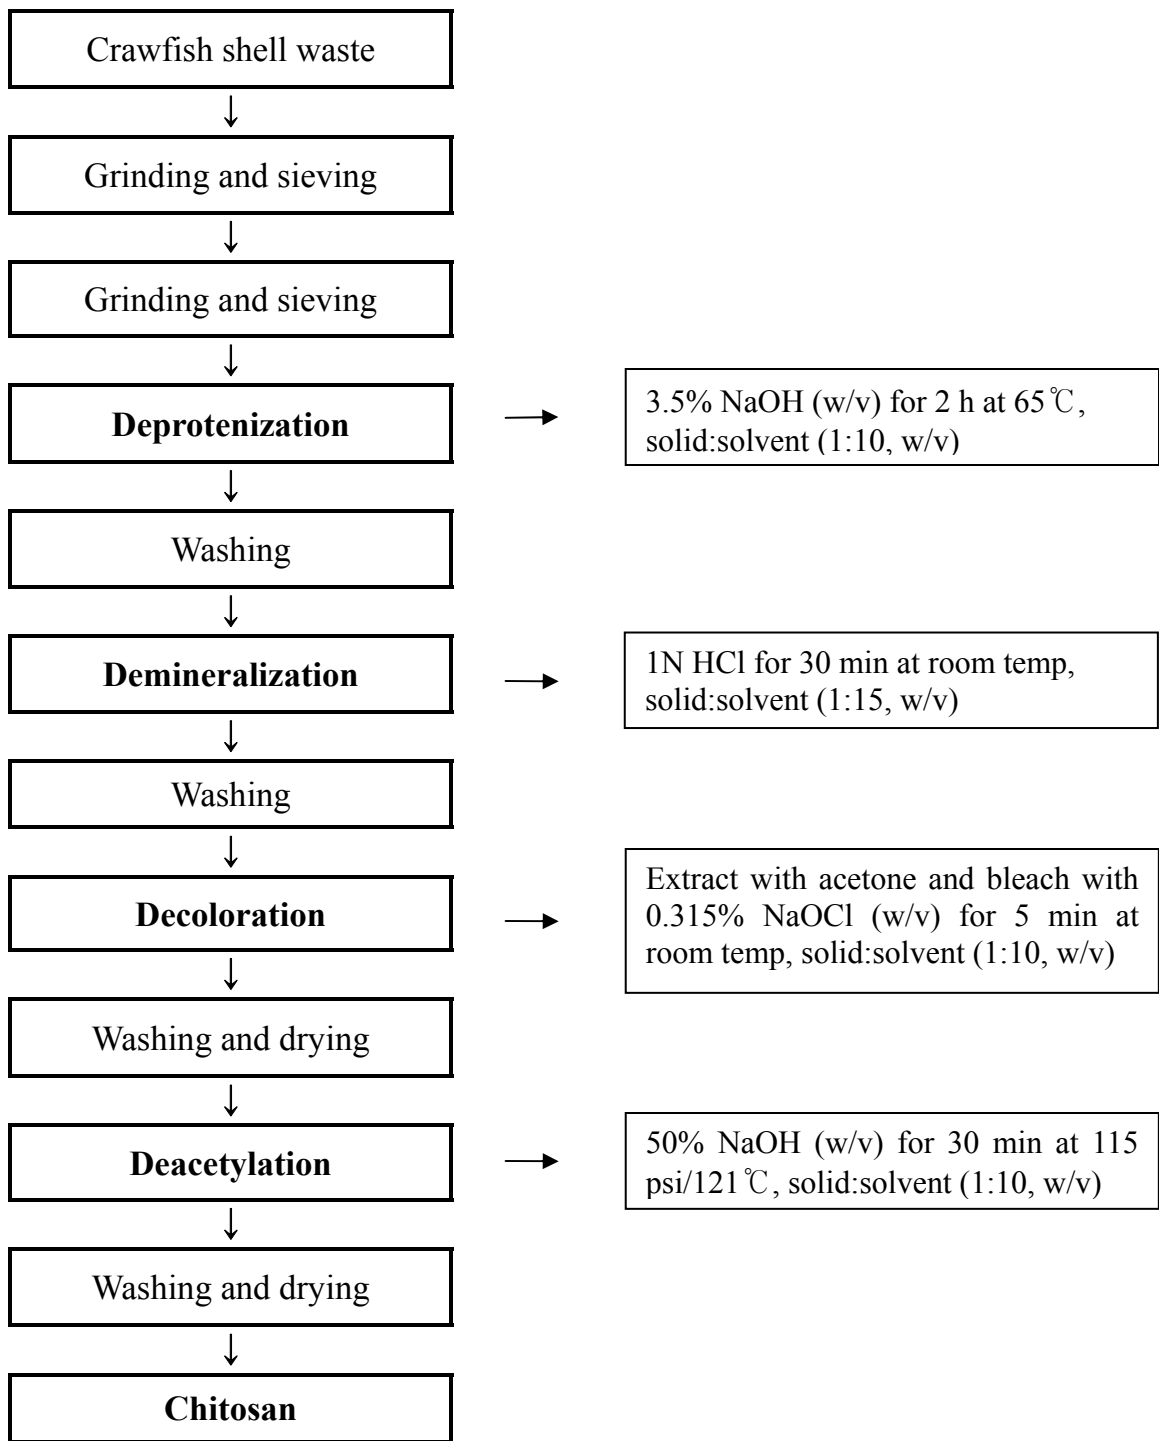 Crawfish shell waste
Grinding and sieving
Grinding and sieving
Deprotenization
3.5% NaOH (w/v) for 2 h at 65℃,
solid:solvent (1:10, w/v)
Washing
Demineralization
1N HCl for 30 min at room temp,
solid:solvent (1:15, w/v)
Washing
Decoloration
Extract with acetone and bleach with
0.315% NaOCl (w/v) for 5 min at
room temp, solid:solvent (1:10, w/v)
Washing and drying
Deacetylation
50% NaOH (w/v) for 30 min at 115
psi/121℃, solid:solvent (1:10, w/v)
Washing and drying
Chitosan